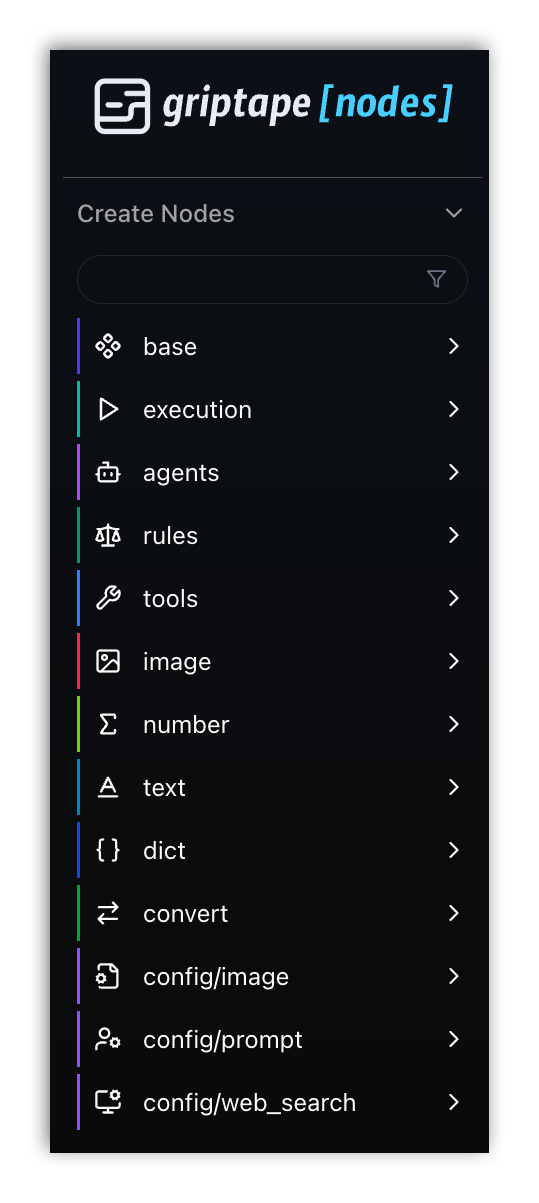 griptape [nodes]
Create Nodes
base
execution
agents
rules
tools
image
number
text
dict
convert
config/image
config/prompt
config/web_search